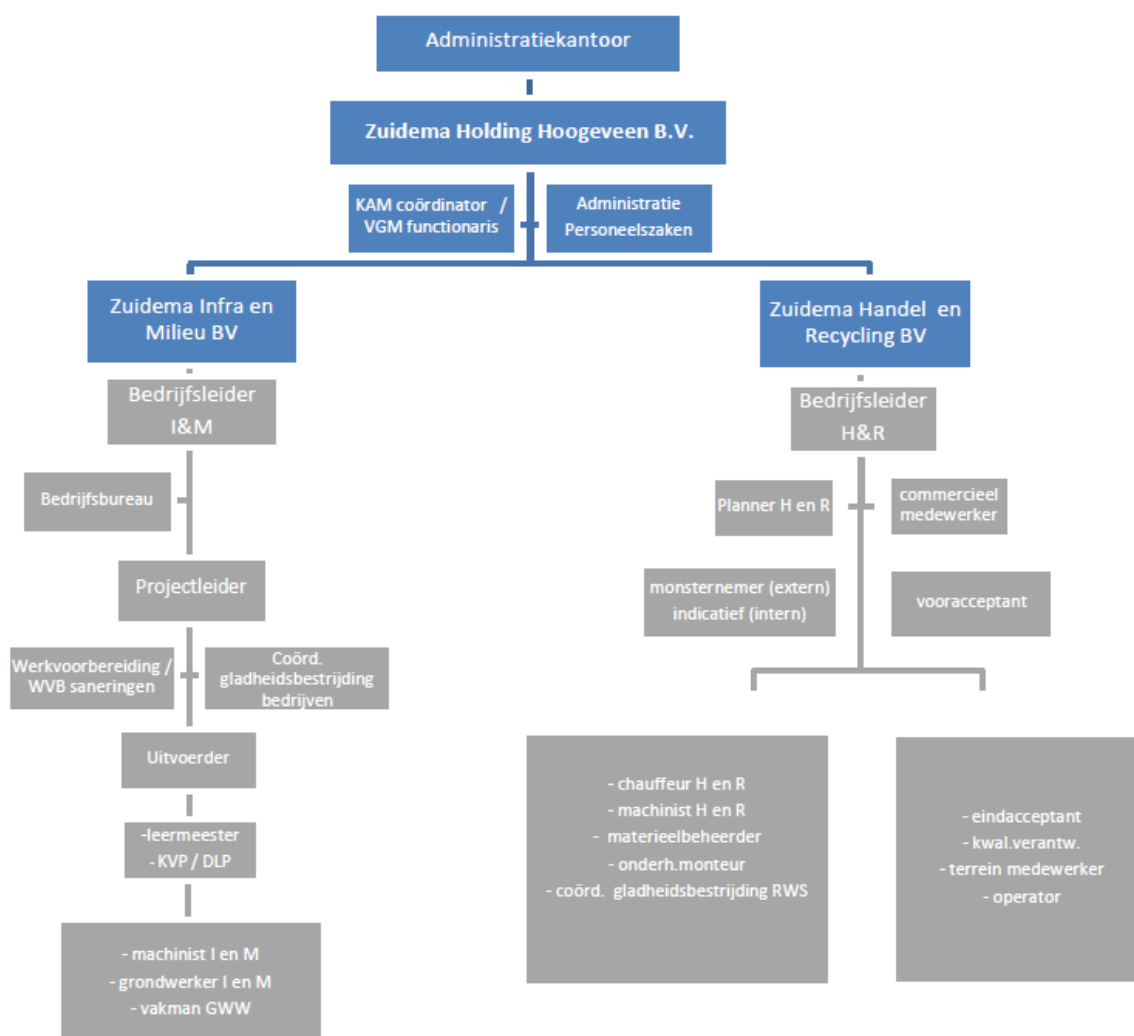 Administratiekantoor
Zuidema Holding Hoogeveen B.V.
KAM coördinator /
VGM functionaris
Administratie
Personeelszaken
Zuidema Infra en
Milieu BV
Zuidema Handel en
Recycling BV
Bedrijfsleider
I&M
Bedrijfsleider
H&R
Bedrijfsbureau
Planner H en R
commercieel
medewerker
Projectleider
monsternemer (extern)
indicatief (intern)
vooracceptant
Werkvoorbereiding /
WVB saneringen
Coörd.
gladheidsbestrijding
bedrijven
Uitvoerder
-leermeester
- KVP / DLP
- chauffeur H en R
- machinist H en R
- materieelbeheerder
- onderh.monteur
- coörd. gladheidsbestrijding RWS
- eindacceptant
- kwal.verantw.
- terrein medewerker
- operator
- machinist I en M
- grondwerker I en M
- vakman GWW